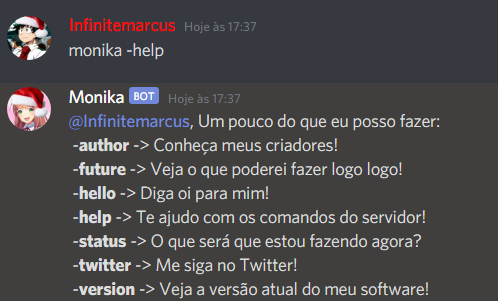 Infinitemarcus Hoje às 17:37
monika -help
Monika BOT Hoje às 17:37
@Infinitemarcus, Um pouco do que eu posso fazer:
-author -> Conheça meus criadores!
-future -> Veja o que poderei fazer logo logo!
-hello -> Diga oi para mim!
-help -> Te ajudo com os comandos do servidor!
-status -> O que será que estou fazendo agora?
-twitter -> Me siga no Twitter!
-version -> Veja a versão atual do meu software!